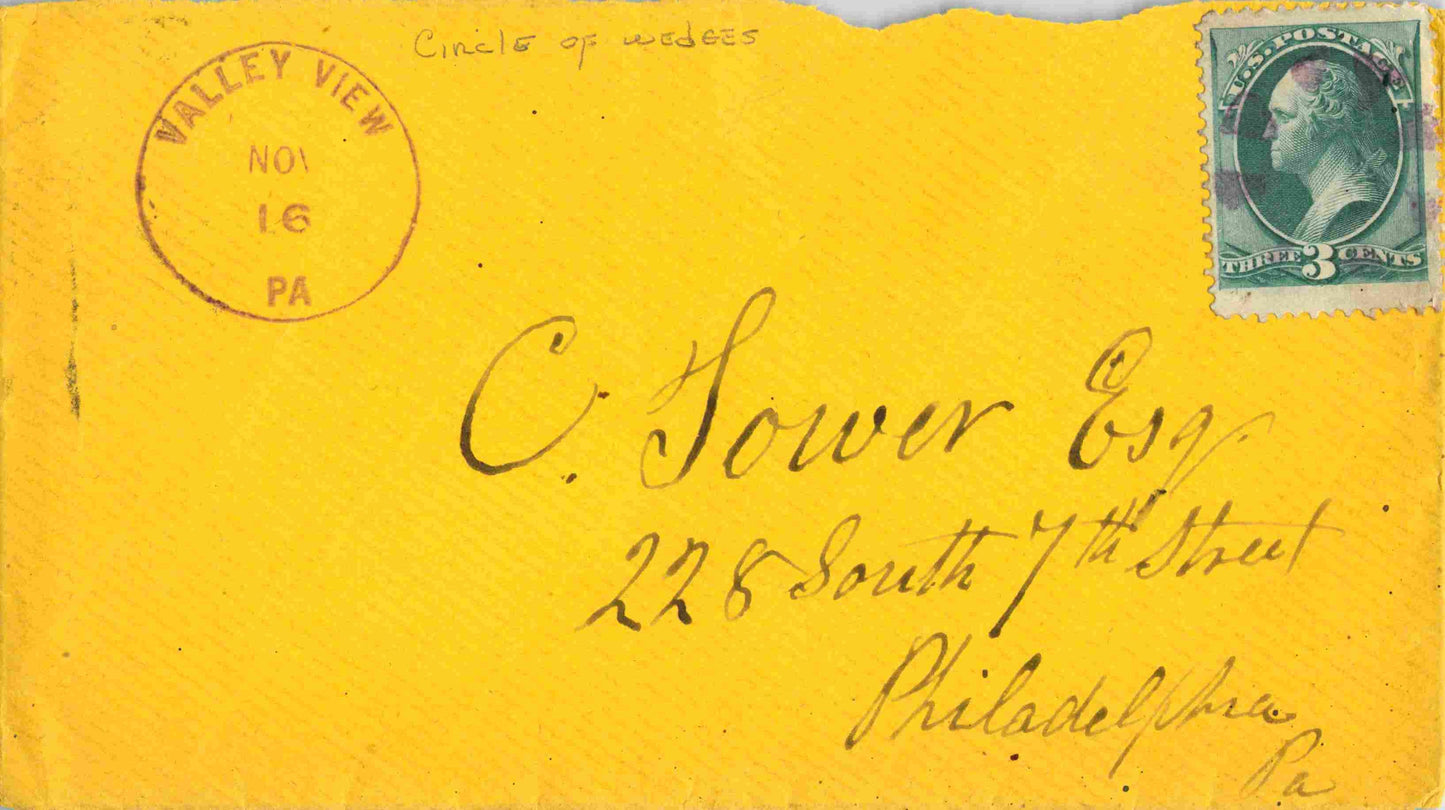 VALLEY VIEW
NOV
16
PA
Circle of wedges
U.S. POSTAGE
THREE 3 CENTS
C. Tower Esq.
228 South 7th Street
Philadelphia
Pa